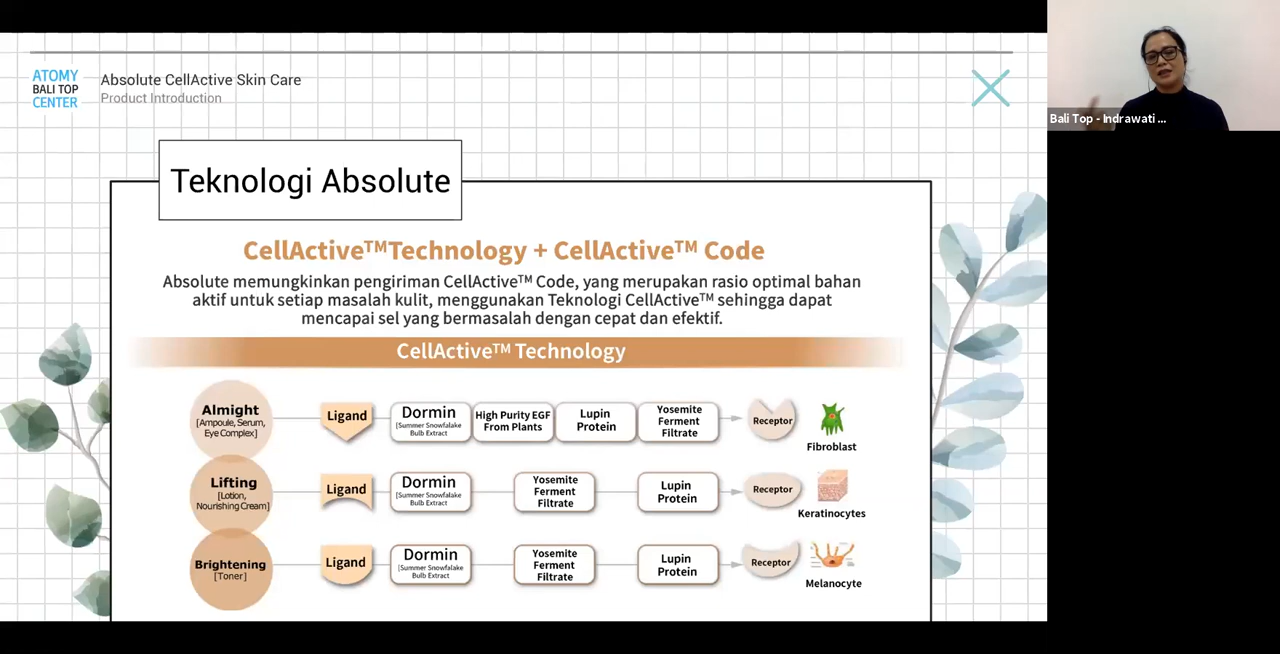 ATOMY
BALI TOP
CENTER
Absolute CellActive Skin Care
Product Introduction
Bali Top - Indrawati ...
Teknologi Absolute
CellActive™Technology + CellActive™ Code
Absolute memungkinkan pengiriman CellActive™ Code, yang merupakan rasio optimal bahan
aktif untuk setiap masalah kulit, menggunakan Teknologi CellActive™ sehingga dapat
mencapai sel yang bermasalah dengan cepat dan efektif.
CellActive™ Technology
Almight
[Ampoule, Serum,
Eye Complex]
Ligand
Dormin
[Summer Snowfalake
Bulb Extract
High Purity EGF
From Plants
Lupin
Protein
Yosemite
Ferment
Filtrate
Receptor
Fibroblast
Lifting
[Lotion,
Nourishing Cream]
Ligand
Dormin
[Summer Snowfalake
Bulb Extract
Yosemite
Ferment
Filtrate
Lupin
Protein
Receptor
Keratinocytes
Brightening
[Toner]
Ligand
Dormin
[Summer Snowfalake
Bulb Extract
Yosemite
Ferment
Filtrate
Lupin
Protein
Receptor
Melanocyte